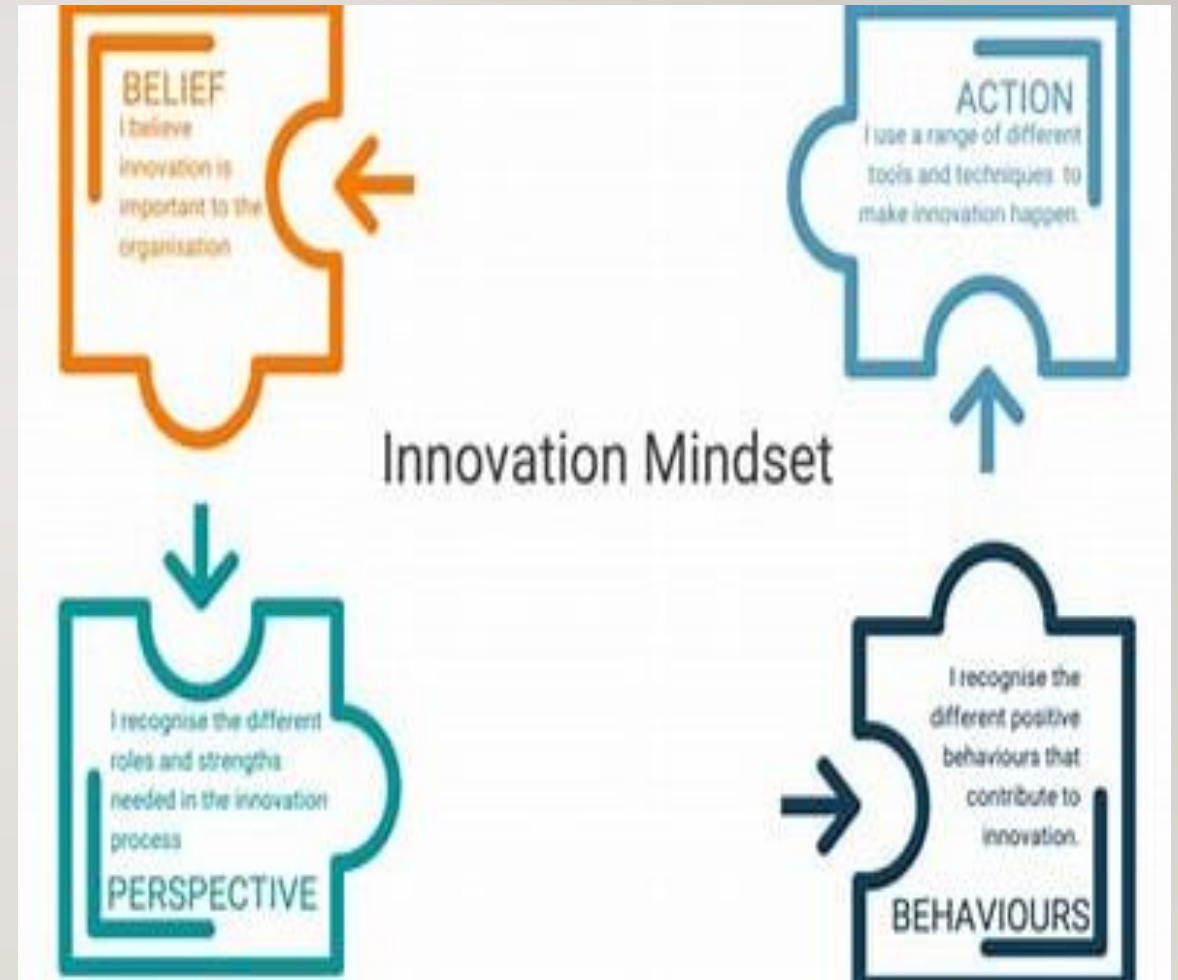 BELIEF
I believe
innovation is
important to the
organisation
ACTION
I use a range of different
tools and techniques to
make innovation happen.
Innovation Mindset
I recognise the different
roles and strengths
needed in the innovation
process
PERSPECTIVE
I recognise the
different positive
behaviours that
contribute to
innovation.
BEHAVIOURS